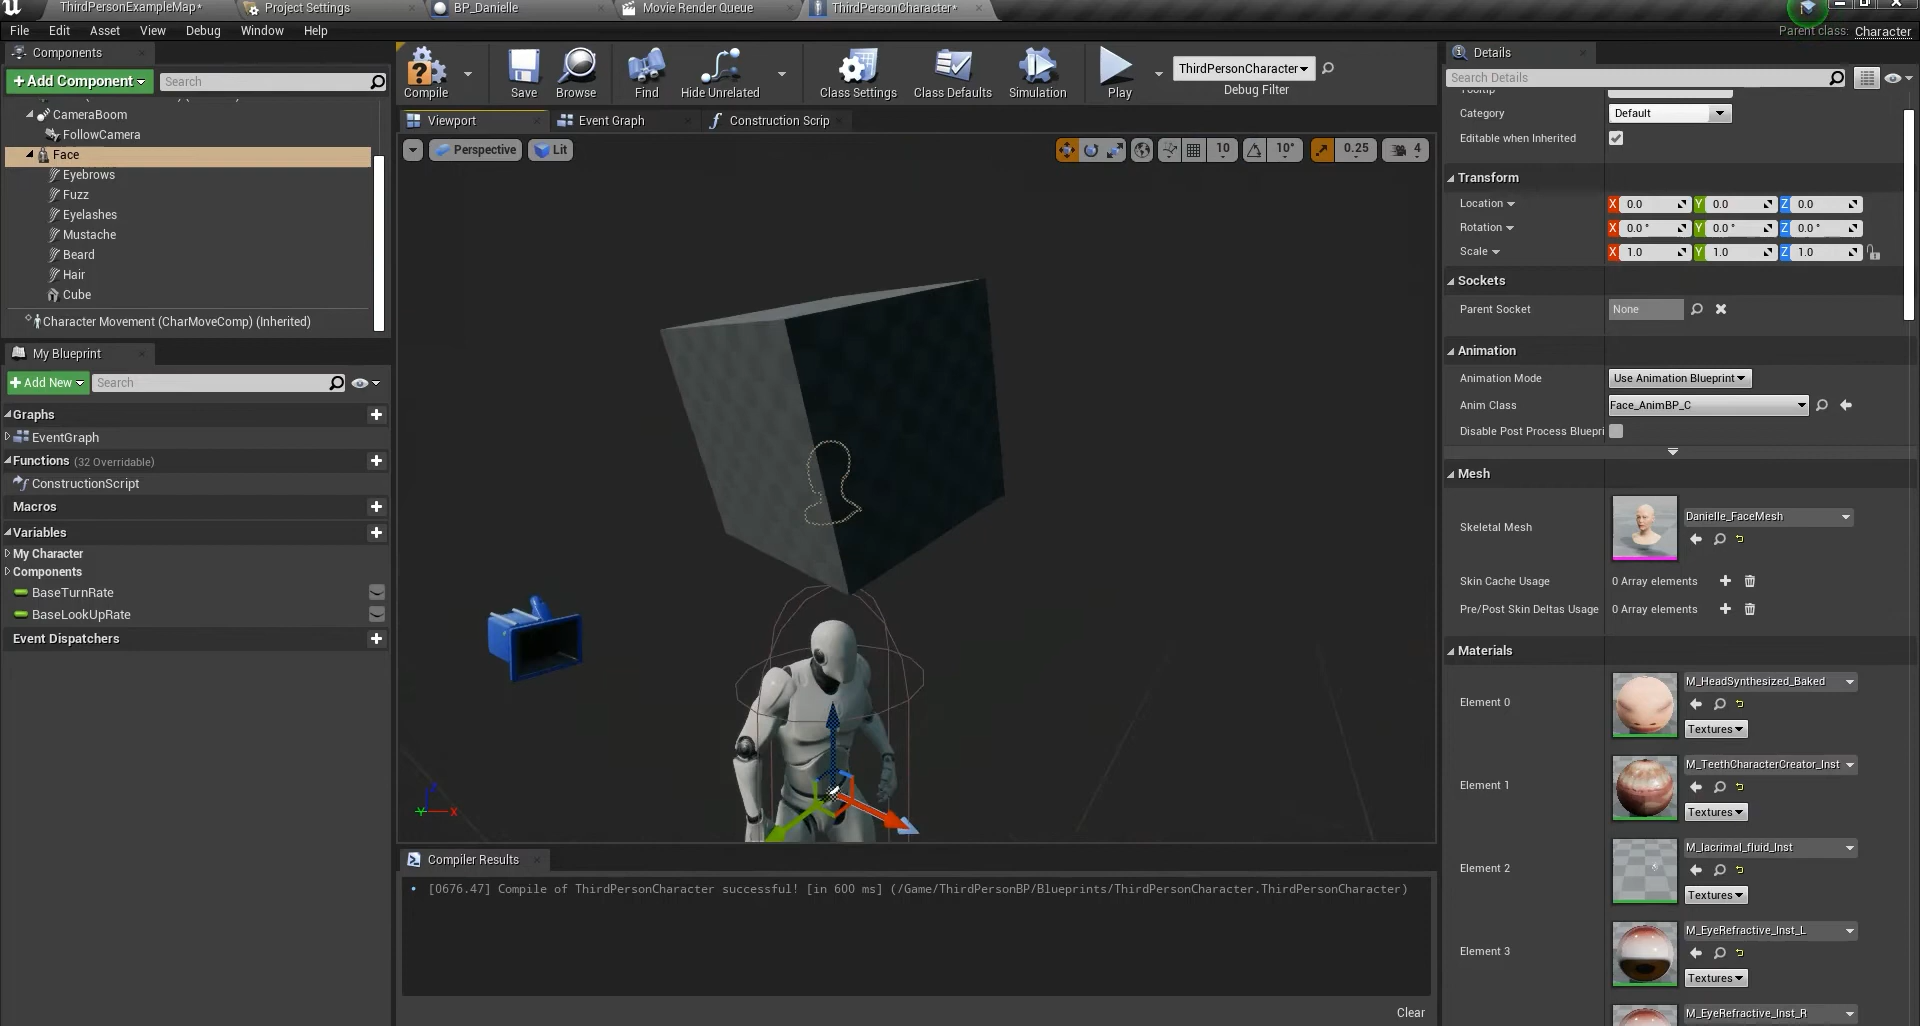 ThirdPersonExampleMap*
Project Settings
BP_Danielle
Movie Render Queue
ThirdPersonCharacter*
File Edit Asset View Debug Window Help
Parent class: Character
Components
+Add Component
Search
CameraBoom
FollowCamera
Face
Eyebrows
Fuzz
Eyelashes
Mustache
Beard
Hair
Cube
Character Movement (CharMoveComp) (Inherited)
My Blueprint
+Add New
Search
Graphs
EventGraph
Functions (32 Overridable)
ConstructionScript
Macros
Variables
My Character
Components
BaseTurnRate
BaseLookUpRate
Event Dispatchers
Compile
Save
Browse
Find
Hide Unrelated
Class Settings
Class Defaults
Simulation
Play
ThirdPersonCharacter
Debug Filter
Viewport
Event Graph
Construction Scrip
Perspective
Lit
10
10°
0.25
4
X
Compiler Results
• [0676.47] Compile of ThirdPersonCharacter successful! [in 600 ms] (/Game/ThirdPersonBP/Blueprints/ThirdPersonCharacter.ThirdPersonCharacter)
Clear
Details
Search Details
Category Default
Editable when Inherited
Transform
Location X 0.0 Y 0.0 Z 0.0
Rotation X 0.0° Y 0.0° Z 0.0°
Scale X 1.0 Y 1.0 Z 1.0
Sockets
Parent Socket None
Animation
Animation Mode Use Animation Blueprint
Anim Class Face_AnimBP_C
Disable Post Process Bluepri
Mesh
Skeletal Mesh Danielle_FaceMesh
Skin Cache Usage 0 Array elements
Pre/Post Skin Deltas Usage 0 Array elements
Materials
Element 0 M_HeadSynthesized_Baked
Textures
Element 1 M_TeethCharacterCreator_Inst
Textures
Element 2 M_lacrimal_fluid_Inst
Textures
Element 3 M_EyeRefractive_Inst_L
Textures
M_EyeRefractive_Inst_R